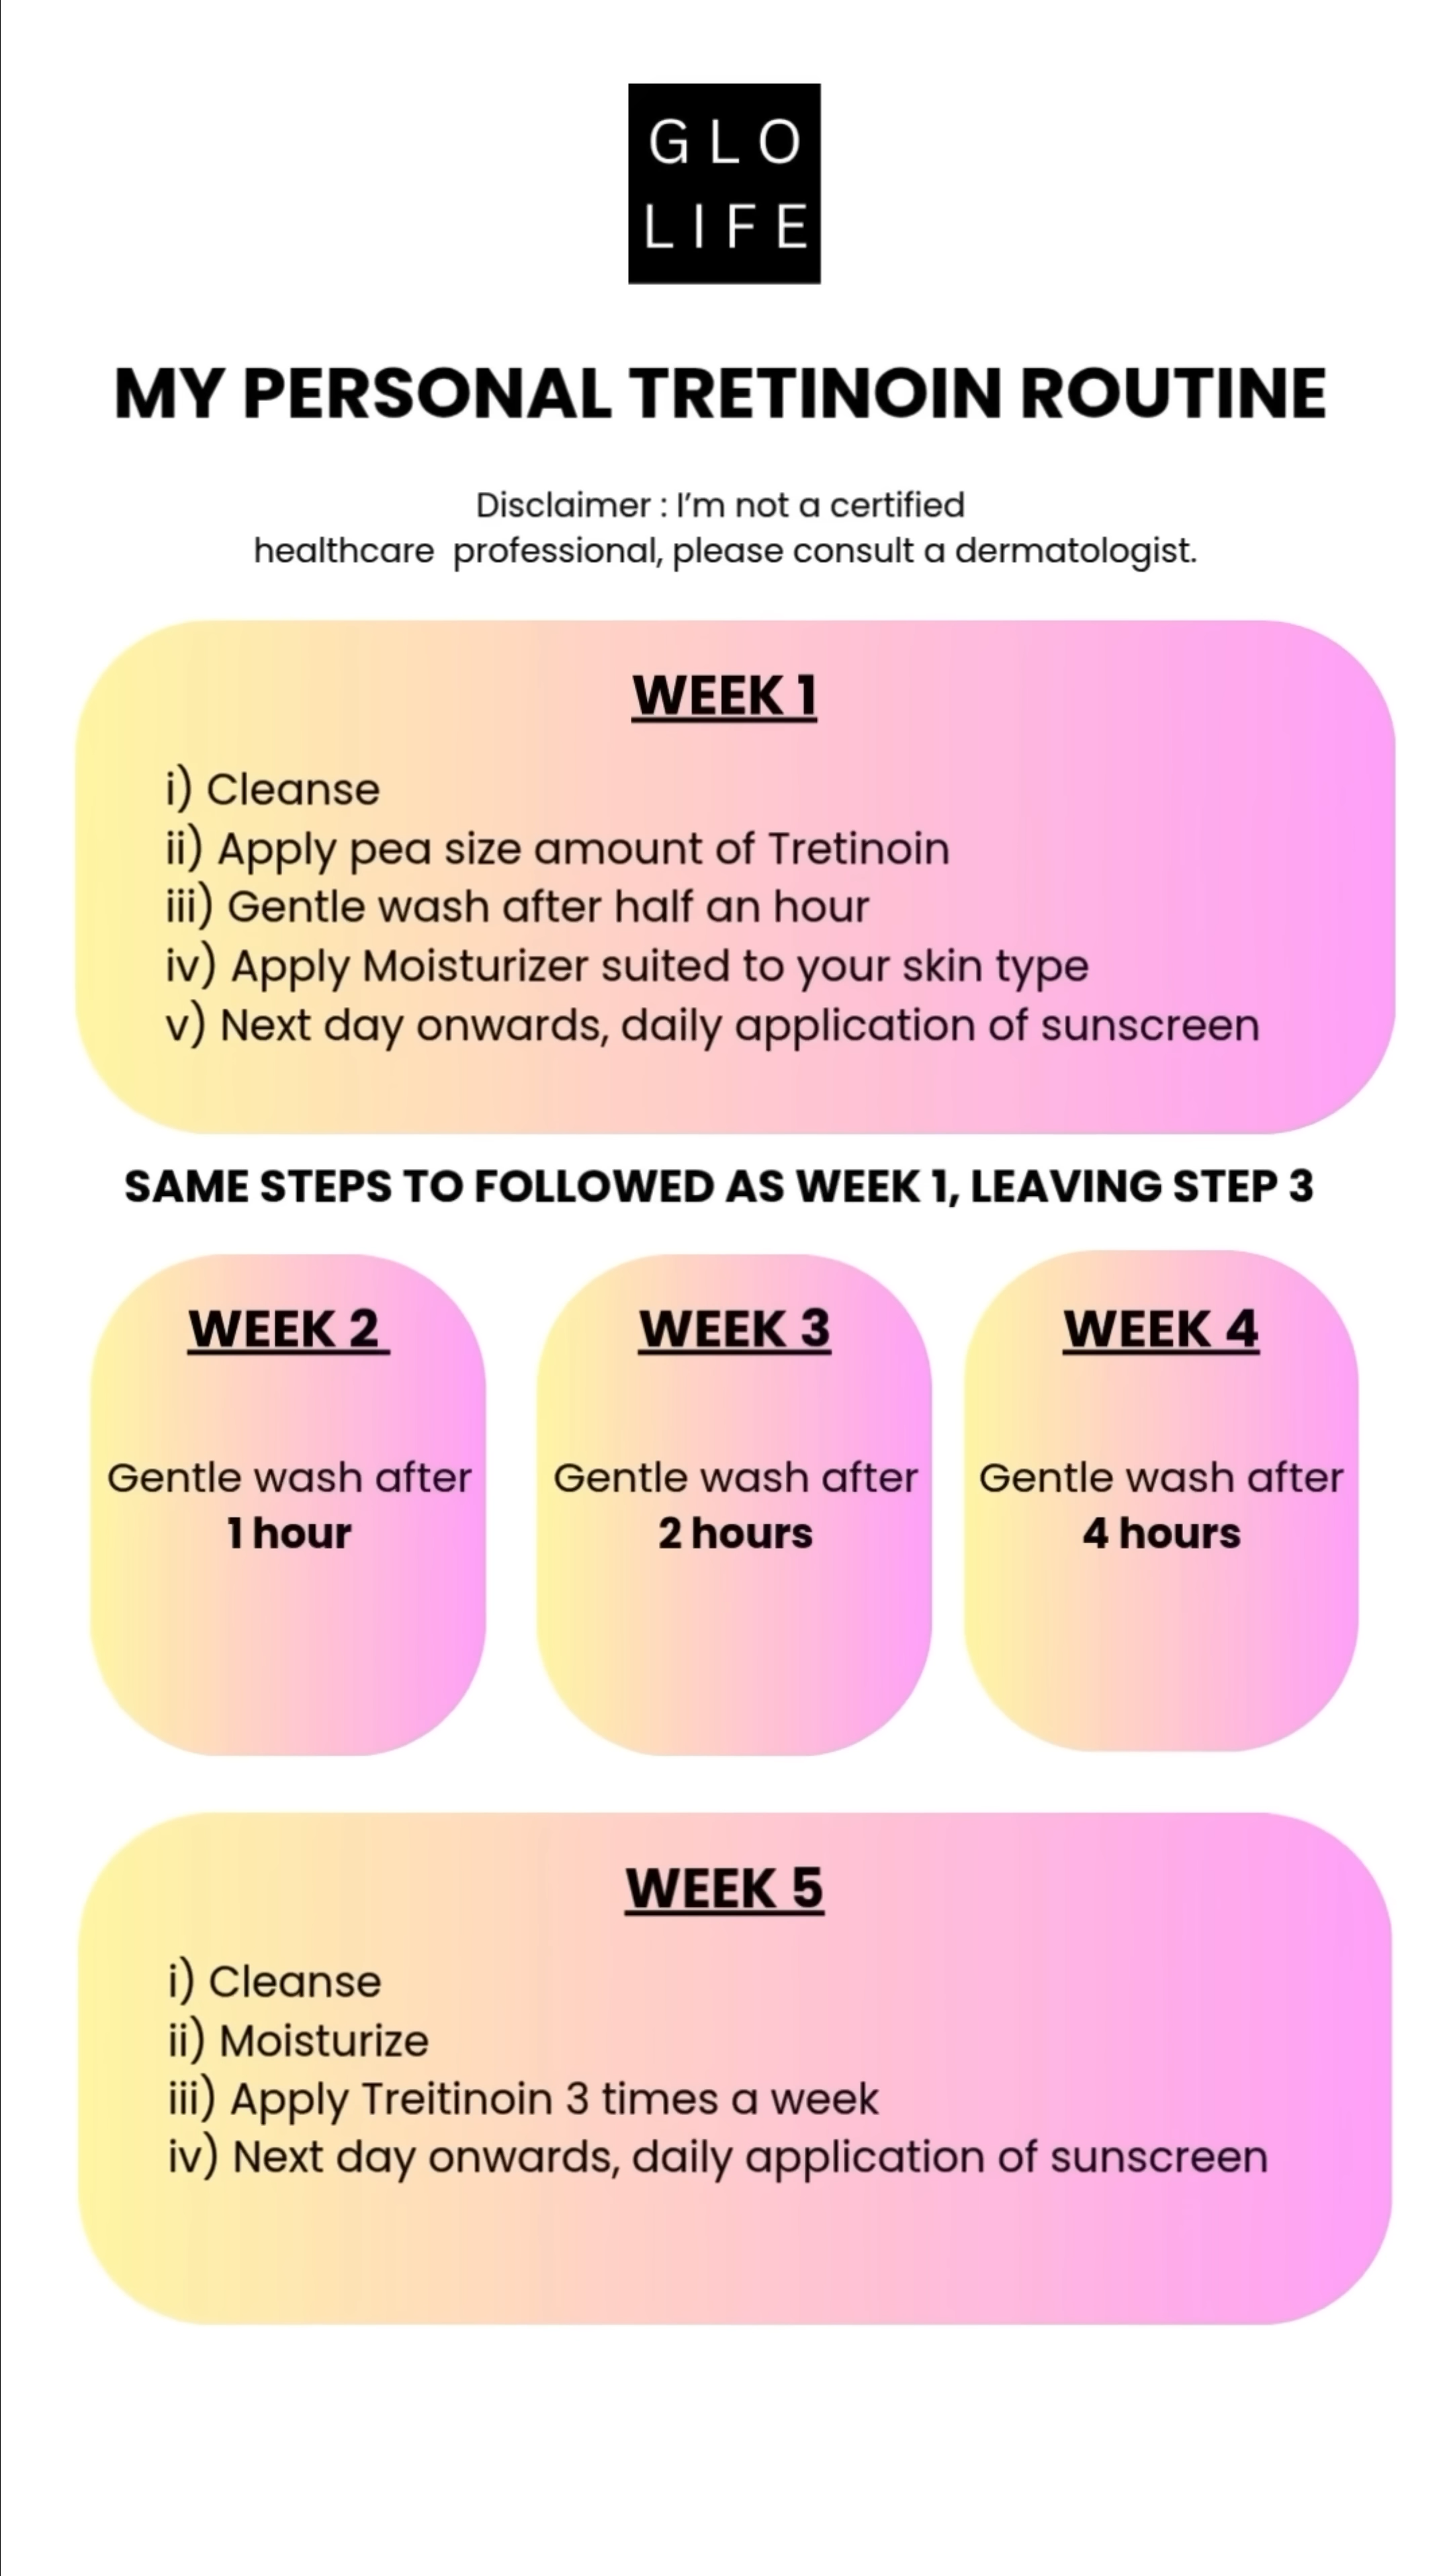 GLO
LIFE
MY PERSONAL TRETINOIN ROUTINE
Disclaimer : I’m not a certified
healthcare  professional, please consult a dermatologist.
WEEK 1
i) Cleanse
ii) Apply pea size amount of Tretinoin
iii) Gentle wash after half an hour
iv) Apply Moisturizer suited to your skin type
v) Next day onwards, daily application of sunscreen
SAME STEPS TO FOLLOWED AS WEEK 1, LEAVING STEP 3
WEEK 2
Gentle wash after
1 hour
WEEK 3
Gentle wash after
2 hours
WEEK 4
Gentle wash after
4 hours
WEEK 5
i) Cleanse
ii) Moisturize
iii) Apply Treitinoin 3 times a week
iv) Next day onwards, daily application of sunscreen